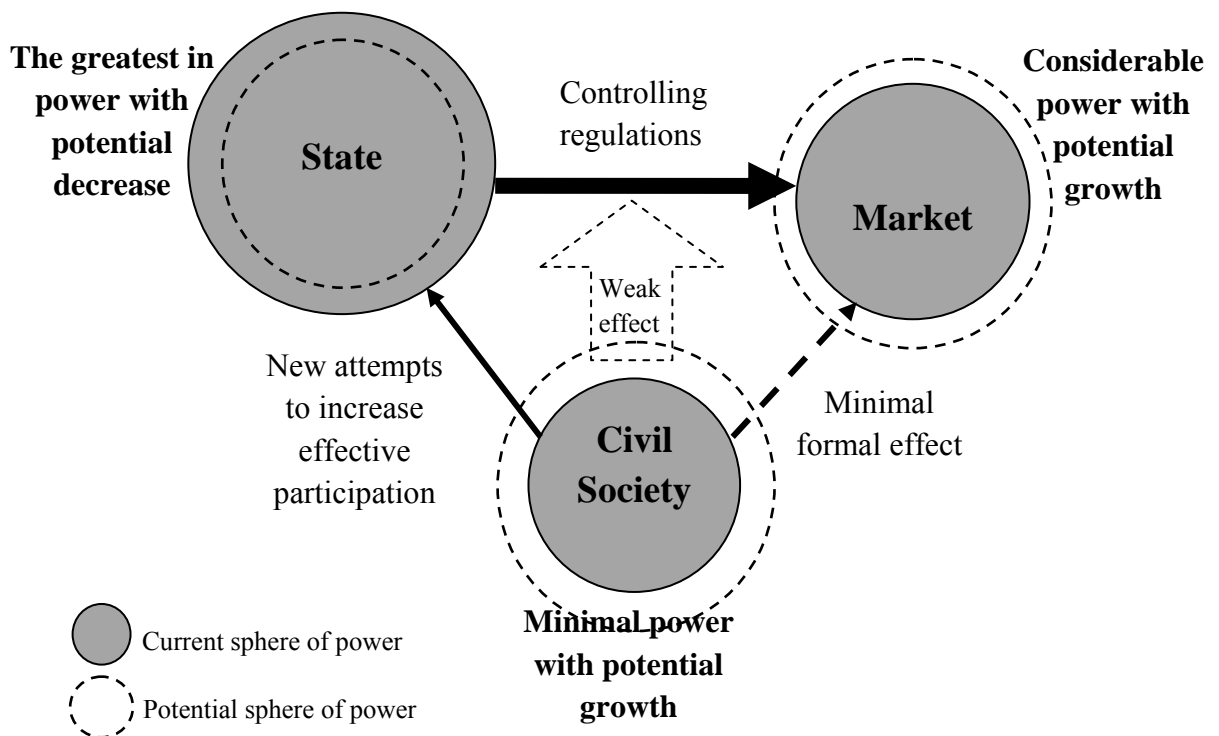 The greatest in
power with
potential
decrease
State
Controlling
regulations
Considerable
power with
potential
growth
Market
Weak
effect
New attempts
to increase
effective
participation
Civil
Society
Minimal
formal effect
Minimal power
with potential
growth
Current sphere of power
Potential sphere of power